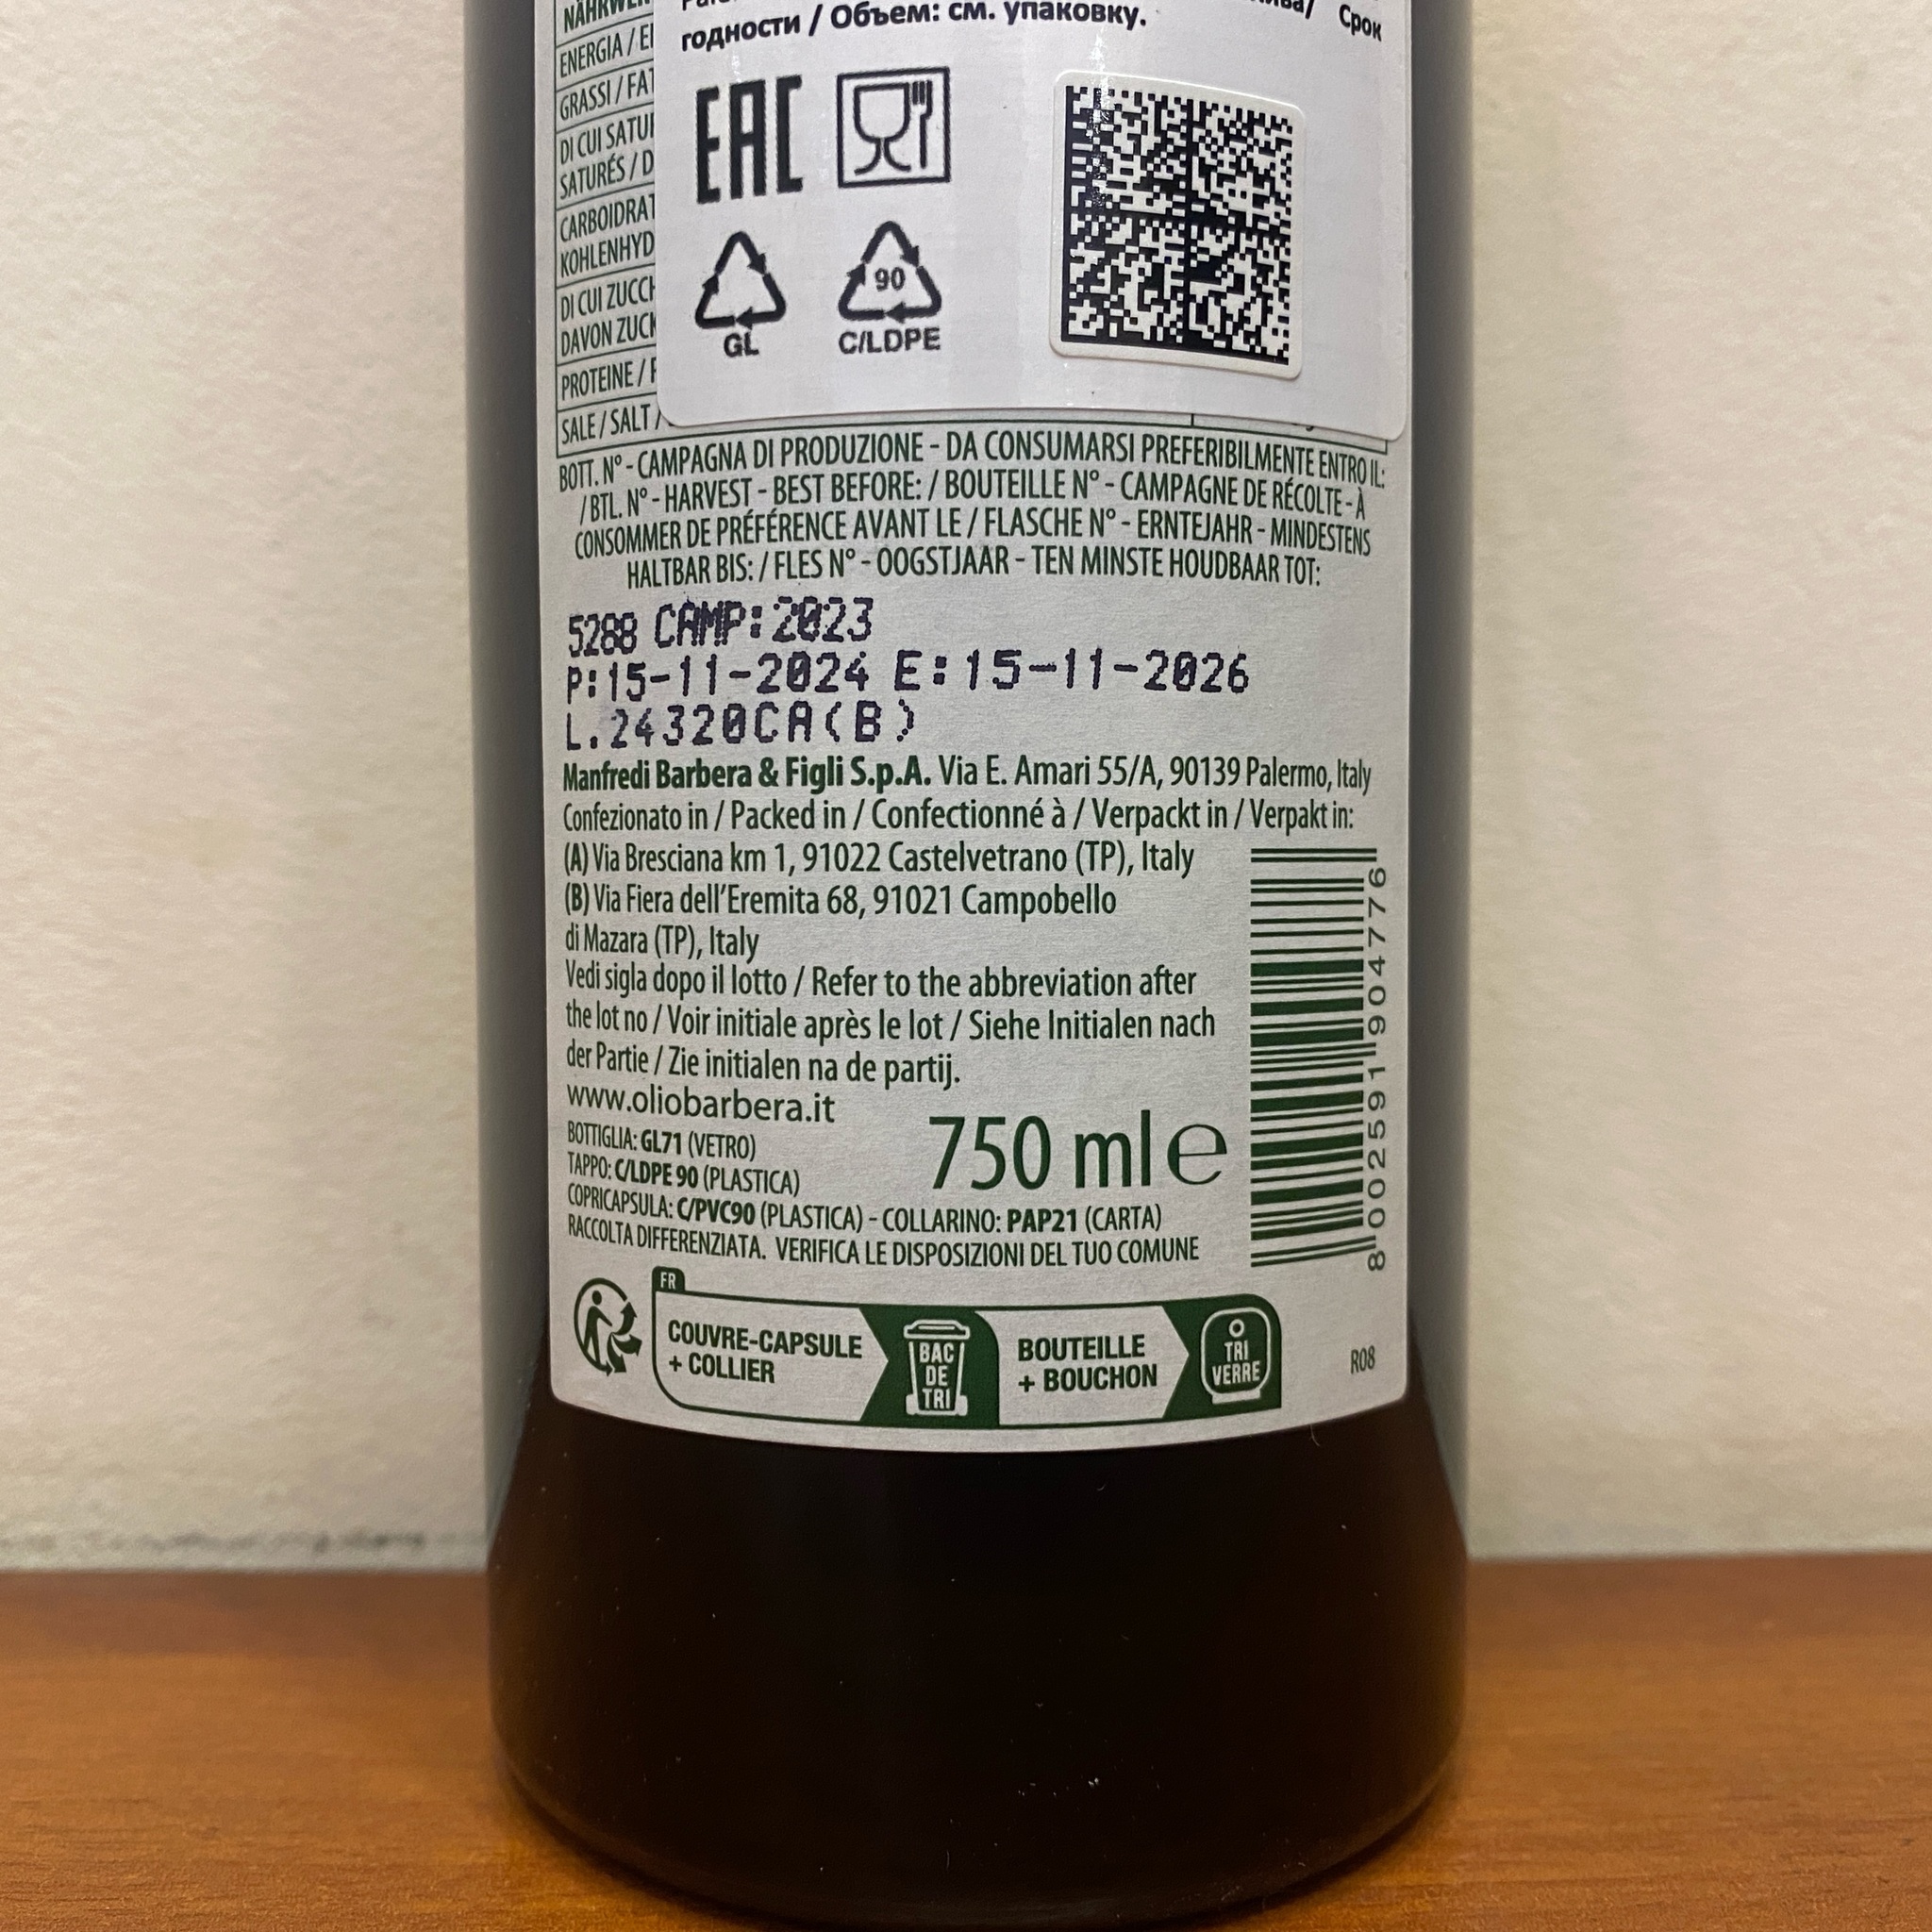 годности / Объем: см. упаковку.
Срок
EAC
GL
90
C/LDPE
ENERGIA /
GRASSI /
DI CUI
SATURÉS /
DI CUI
PROTEINE /
SALE / SALT /
BOTT. N° - CAMPAGNA DI PRODUZIONE - DA CONSUMARSI PREFERIBILMENTE ENTRO IL:
/ BTL. N° - HARVEST - BEST BEFORE: / BOUTEILLE N° - CAMPAGNE DE RÉCOLTE - À
CONSOMMER DE PRÉFÉRENCE AVANT LE / FLASCHE N° - ERNTEJAHR - MINDESTENS
HALTBAR BIS: / FLES N° - OOGSTJAAR - TEN MINSTE HOUDBAAR TOT:
5288 CAMP:2023
P:15-11-2024 E:15-11-2026
L.24320CA(B)
Manfredi Barbera & Figli S.p.A. Via E. Amari 55/A, 90139 Palermo, Italy
Confezionato in / Packed in / Confectionné à / Verpackt in / Verpakt in:
(A) Via Bresciana km 1, 91022 Castelvetrano (TP), Italy
(B) Via Fiera dell'Eremita 68, 91021 Campobello
di Mazara (TP), Italy
Vedi sigla dopo il lotto / Refer to the abbreviation after
the lot no / Voir initiale après le lot / Siehe Initialen nach
der Partie / Zie initialen na de partij.
www.oliobarbera.it
750 ml e
BOTTIGLIA: GL71 (VETRO)
TAPPO: C/LDPE 90 (PLASTICA)
COPRICAPSULA: C/PVC90 (PLASTICA) - COLLARINO: PAP21 (CARTA)
RACCOLTA DIFFERENZIATA. VERIFICA LE DISPOSIZIONI DEL TUO COMUNE
8 002591 904776
FR
COUVRE-CAPSULE
+ COLLIER
BAC
DE
TRI
BOUTEILLE
+ BOUCHON
TRI
VERRE
R08